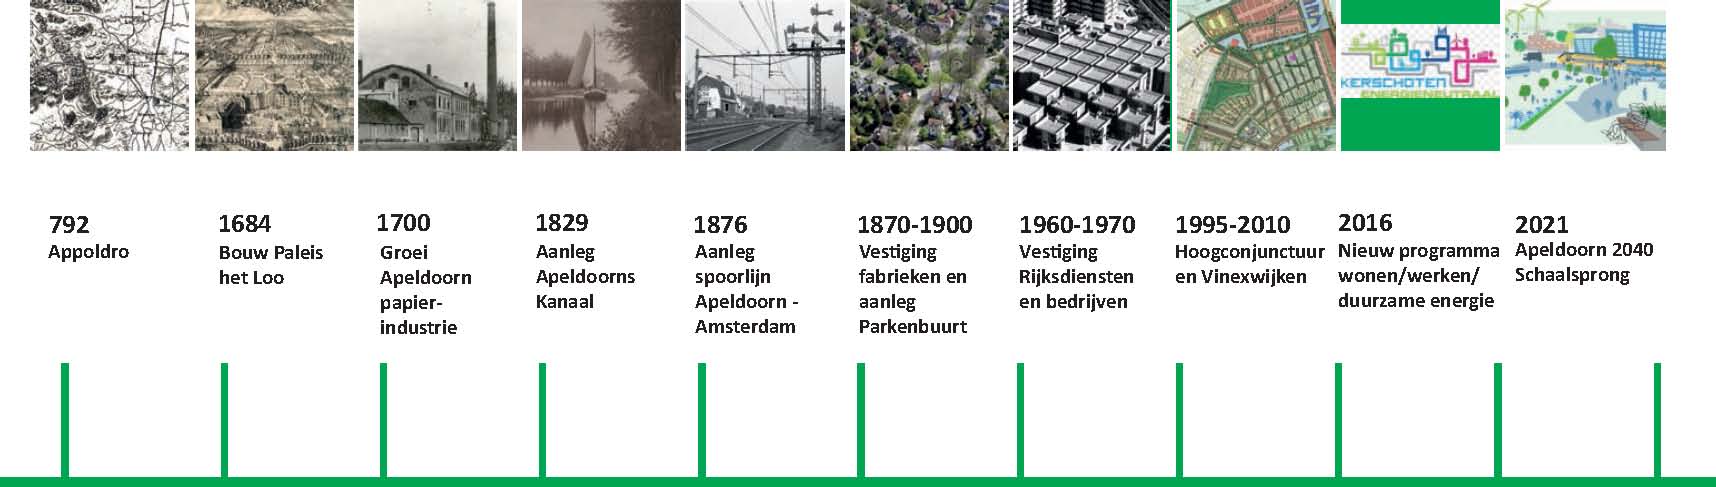 KERSCHOTEN
ENERGIENEUTRAAL
792
Appoldro
1684
Bouw Paleis
het Loo
1700
Groei
Apeldoorn
papier-
industrie
1829
Aanleg
Apeldoorns
Kanaal
1876
Aanleg
spoorlijn
Apeldoorn -
Amsterdam
1870-1900
Vestiging
fabrieken en
aanleg
Parkenbuurt
1960-1970
Vestiging
Rijksdiensten
en bedrijven
1995-2010
Hoogconjunctuur
en Vinexwijken
2016
Nieuw programma
wonen/werken/
duurzame energie
2021
Apeldoorn 2040
Schaalsprong